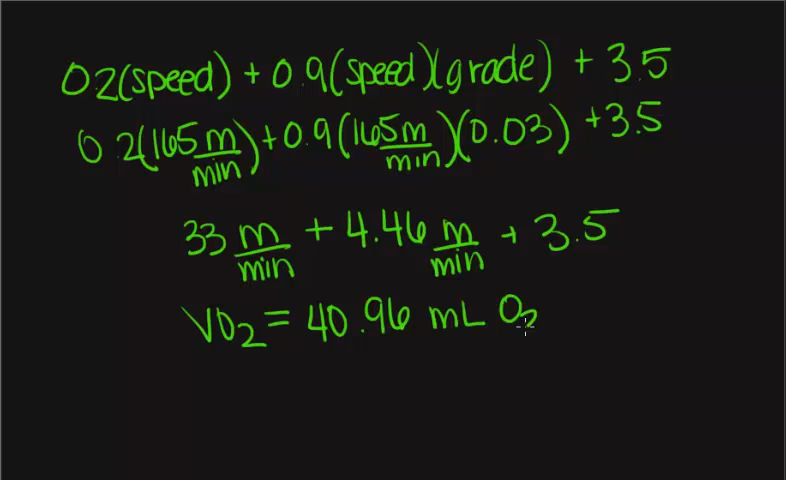 0.2(speed) + 0.9(speed)(grade) + 3.5
0.2(165 m/min) + 0.9(165 m/min)(0.03) + 3.5
33 m/min + 4.46 m/min + 3.5
VO₂ = 40.96 mL O₂